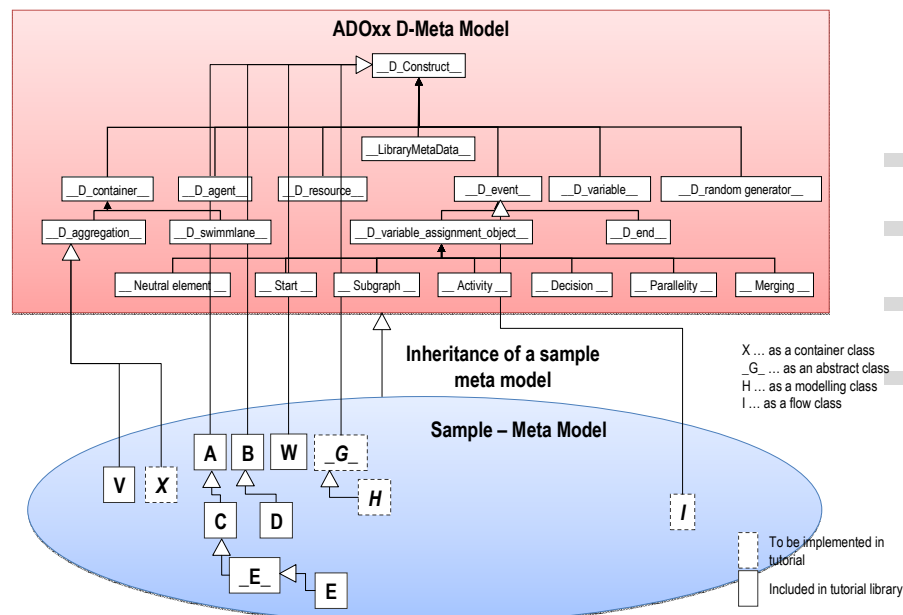 ADOxx D-Meta Model
__D_Construct__
__LibraryMetaData__
__D_container__
__D_agent__
__D_resource__
__D_event__
__D_variable__
__D_random generator__
__D_aggregation__
__D_swimmlane__
__D_variable_assignment_object__
__D_end__
__ Neutral element __
__ Start __
__ Subgraph __
__ Activity __
__ Decision __
__ Parallelity __
__ Merging __
Inheritance of a sample
meta model
X ... as a container class
_G_ ... as an abstract class
H ... as a modelling class
I ... as a flow class
Sample – Meta Model
A
B
W
_G_
V
X
H
I
C
D
_E_
E
To be implemented in
tutorial
Included in tutorial library